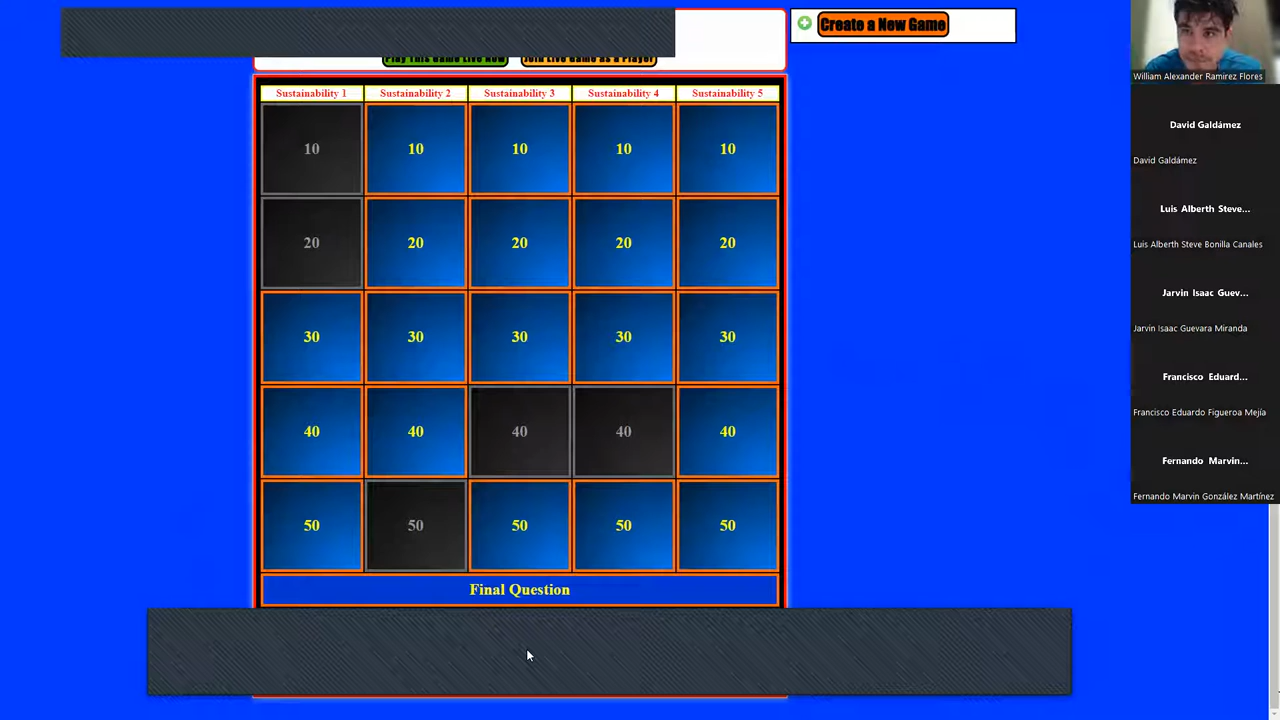 Create a New Game
Play This Game Live Now
Join Live Game as a Player
Sustainability 1 Sustainability 2 Sustainability 3 Sustainability 4 Sustainability 5
10 10 10 10 10
20 20 20 20 20
30 30 30 30 30
40 40 40 40 40
50 50 50 50 50
Final Question
William Alexander Ramirez Flores
David Galdámez
David Galdámez
Luis Alberth Steve...
Luis Alberth Steve Bonilla Canales
Jarvin Isaac Guev...
Jarvin Isaac Guevara Miranda
Francisco Eduard...
Francisco Eduardo Figueroa Mejía
Fernando Marvin...
Fernando Marvin González Martínez